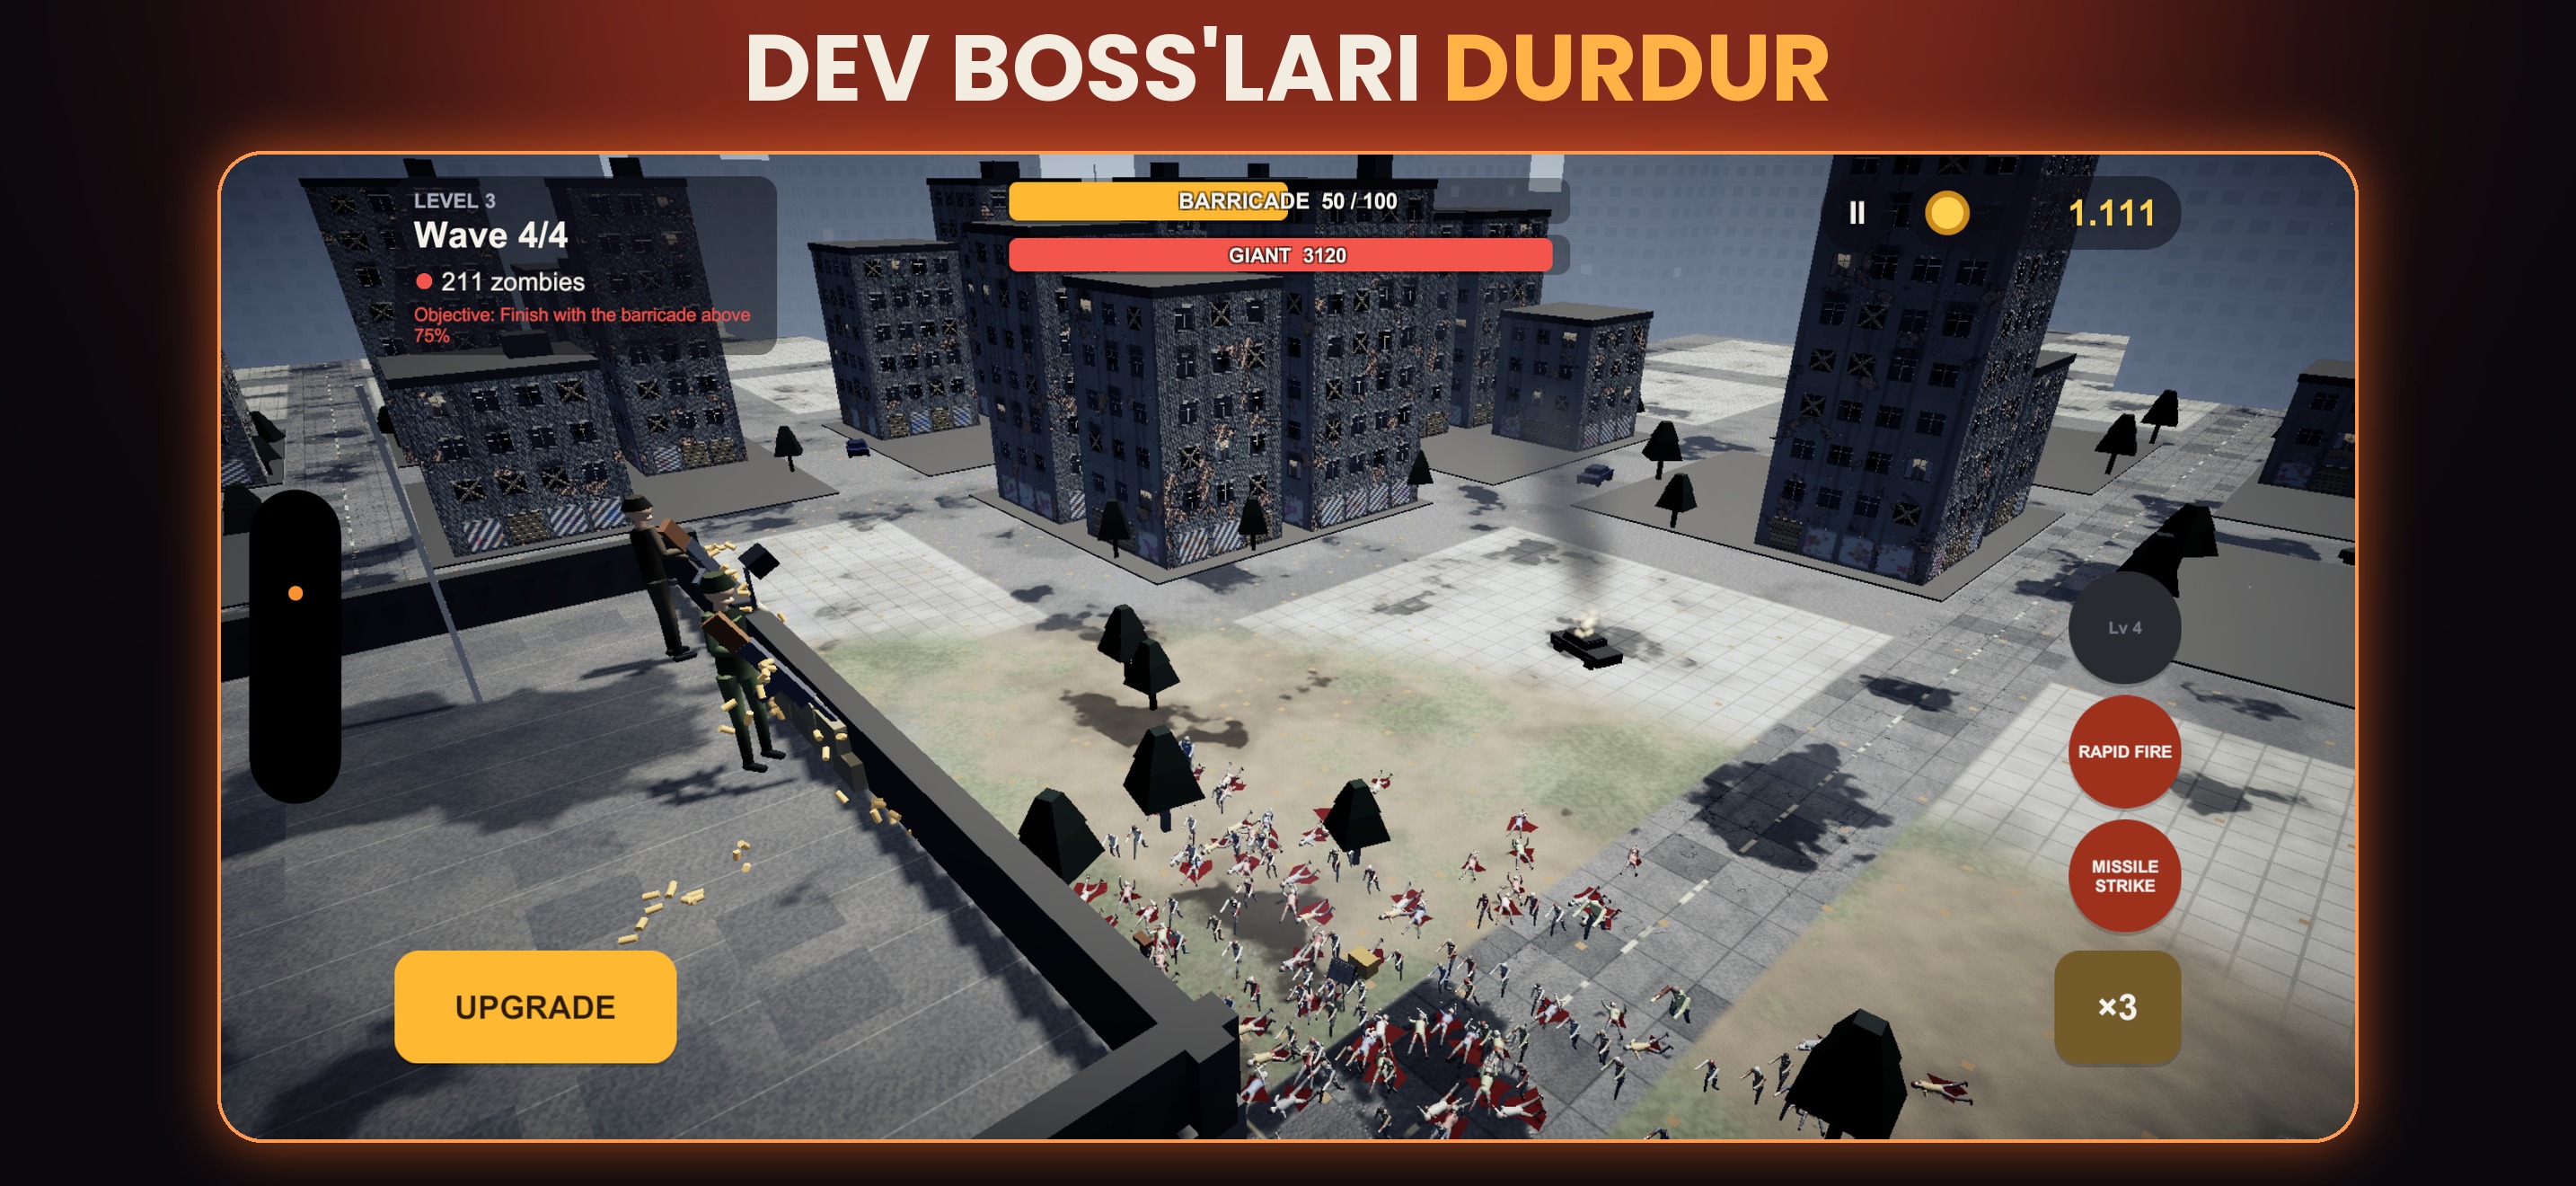 DEV BOSS'LARI DURDUR
LEVEL 3
Wave 4/4
211 zombies
Objective: Finish with the barricade above
75%
BARRICADE 50 / 100
GIANT 3120
1.111
Lv 4
RAPID FIRE
MISSILE
STRIKE
UPGRADE
×3